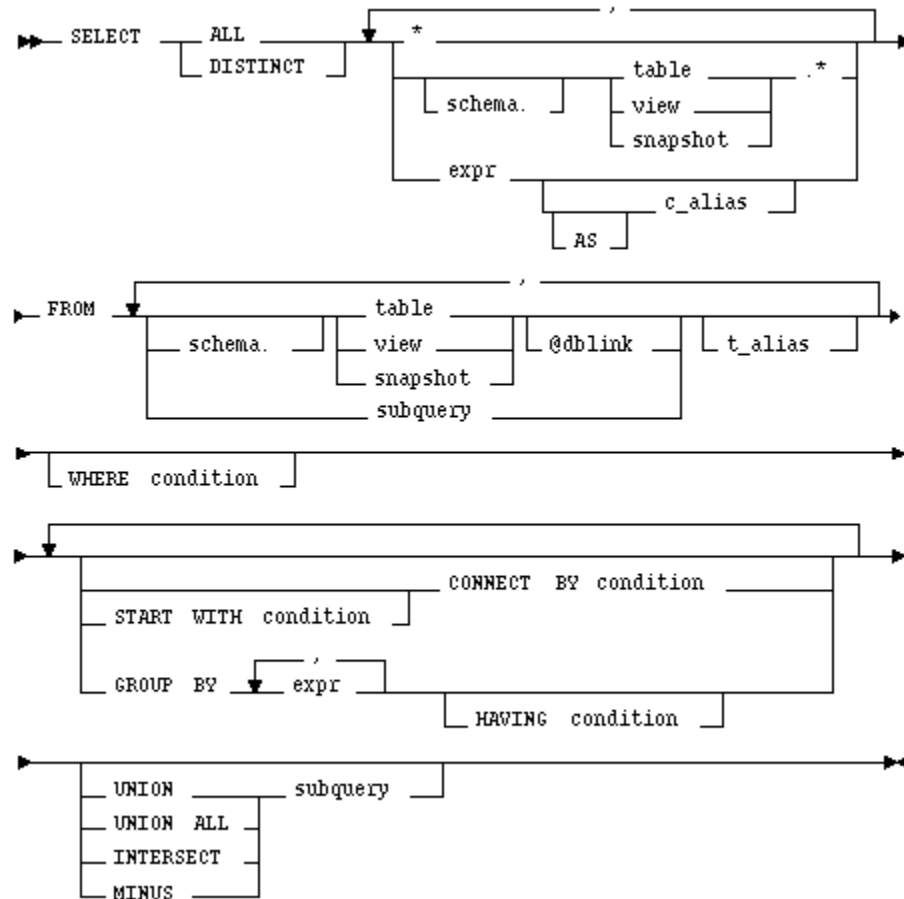 ,
SELECT ALL *
DISTINCT
table .*
schema. view
snapshot
expr
c_alias
AS
,
FROM table
schema. view @dblink t_alias
snapshot
subquery
WHERE condition
CONNECT BY condition
START WITH condition
,
GROUP BY expr
HAVING condition
UNION subquery
UNION ALL
INTERSECT
MINUS